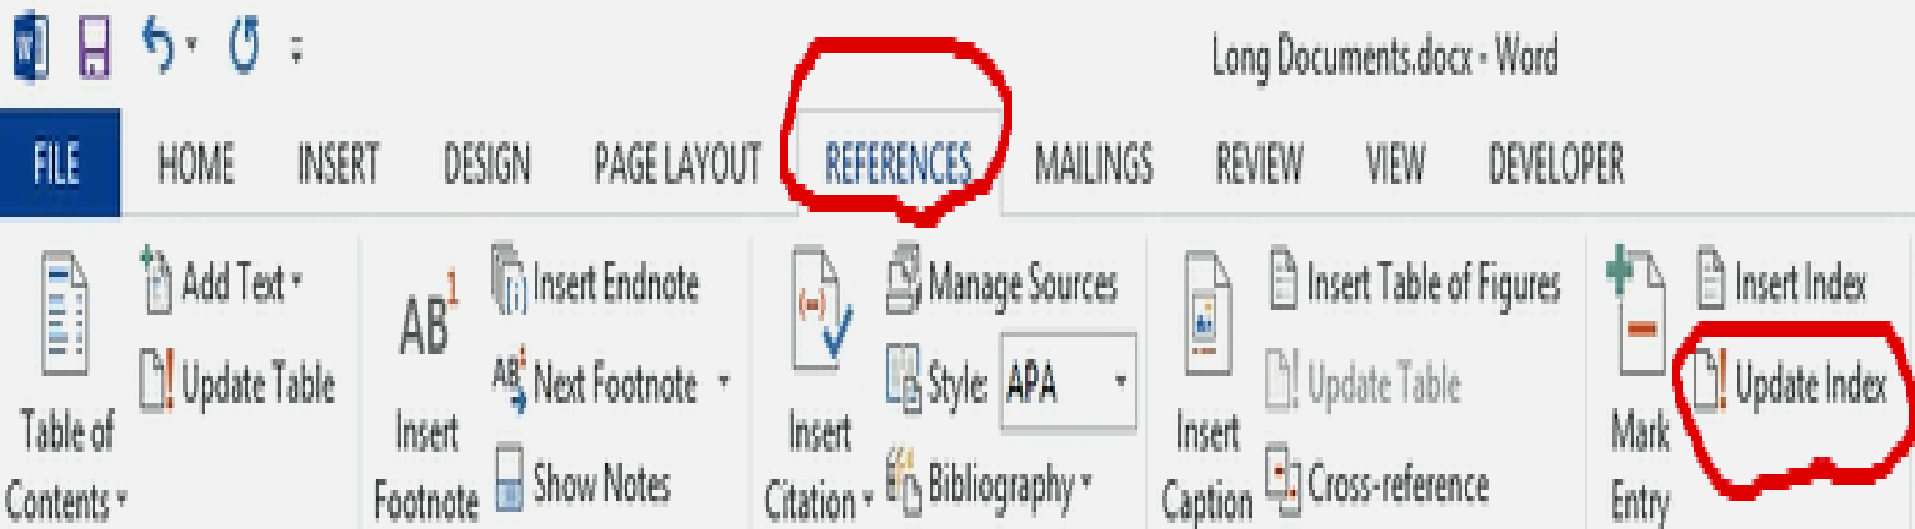 Long Documents.docx - Word
FILE HOME INSERT DESIGN PAGE LAYOUT REFERENCES MAILINGS REVIEW VIEW DEVELOPER
Table of
Contents
Add Text
Update Table
AB1
Insert
Footnote
Insert Endnote
AB1 Next Footnote
Show Notes
Insert
Citation
Manage Sources
Style: APA
Bibliography
Insert
Caption
Insert Table of Figures
Update Table
Cross-reference
Mark
Entry
Insert Index
Update Index